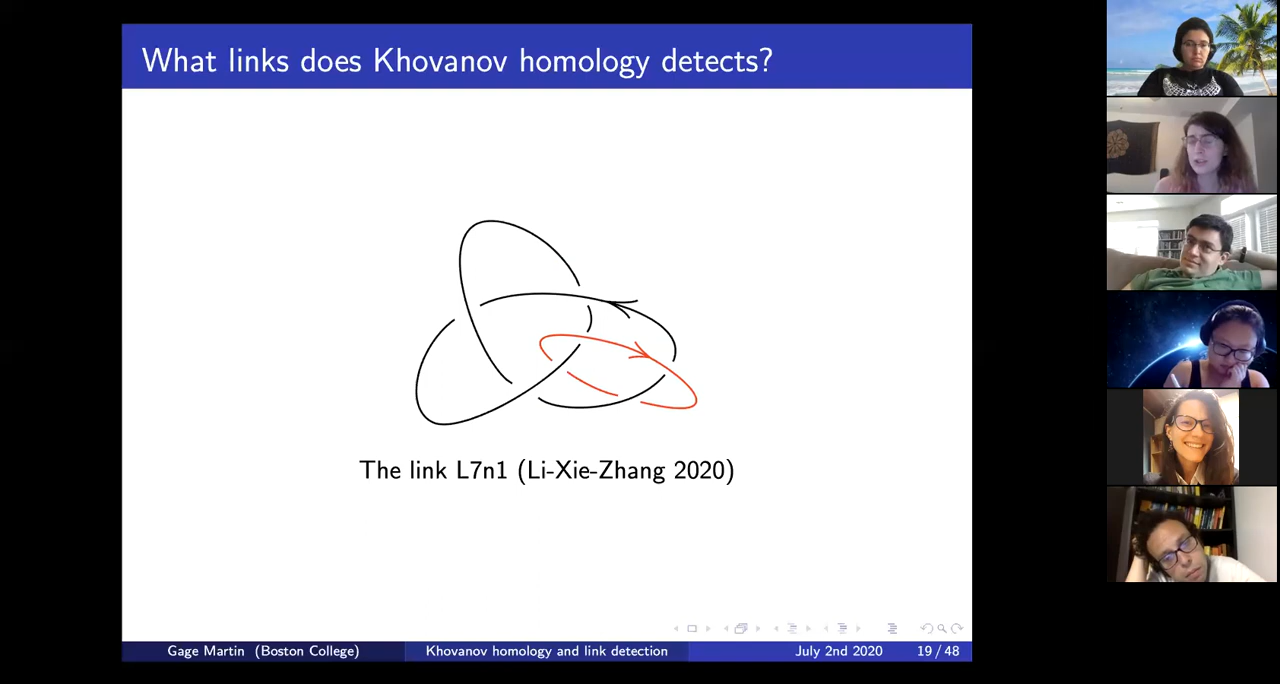 What links does Khovanov homology detects?
The link L7n1 (Li-Xie-Zhang 2020)
Gage Martin (Boston College) Khovanov homology and link detection July 2nd 2020 19 / 48